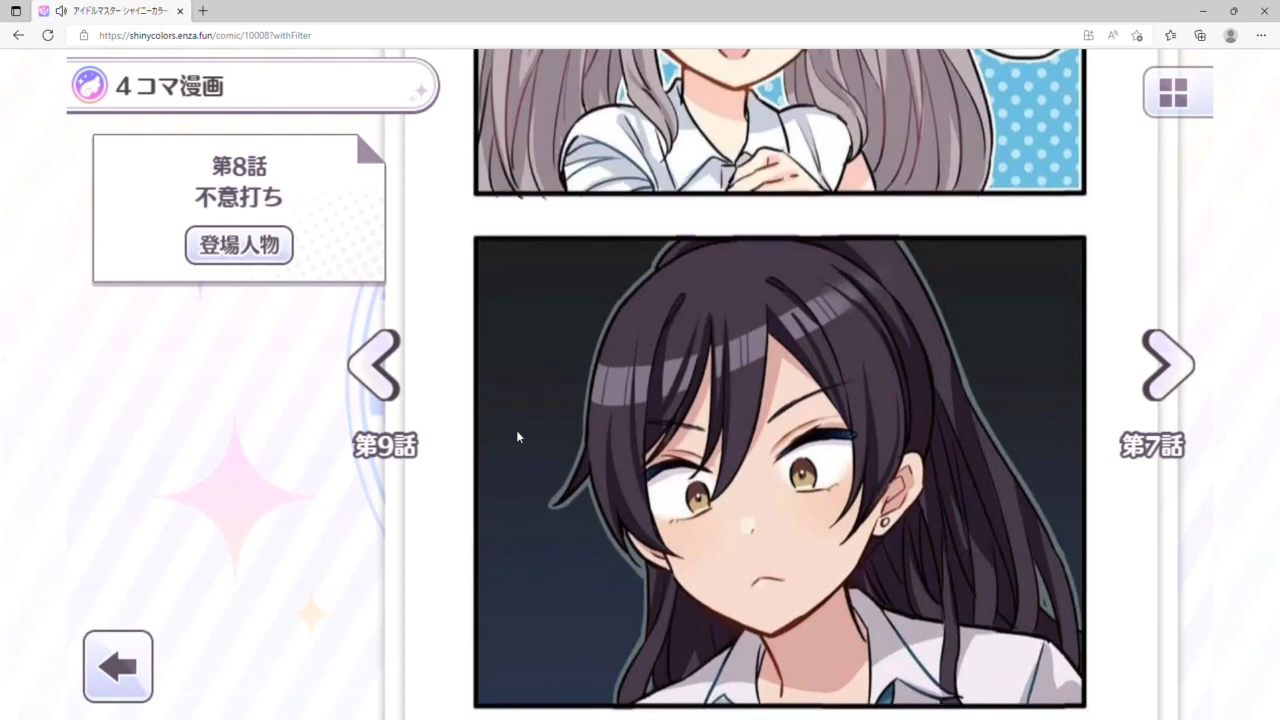 アイドルマスター シャイニーカラー
https://shinycolors.enza.fun/comic/10008?withFilter
4コマ漫画
第8話
不意打ち
登場人物
第9話
第7話